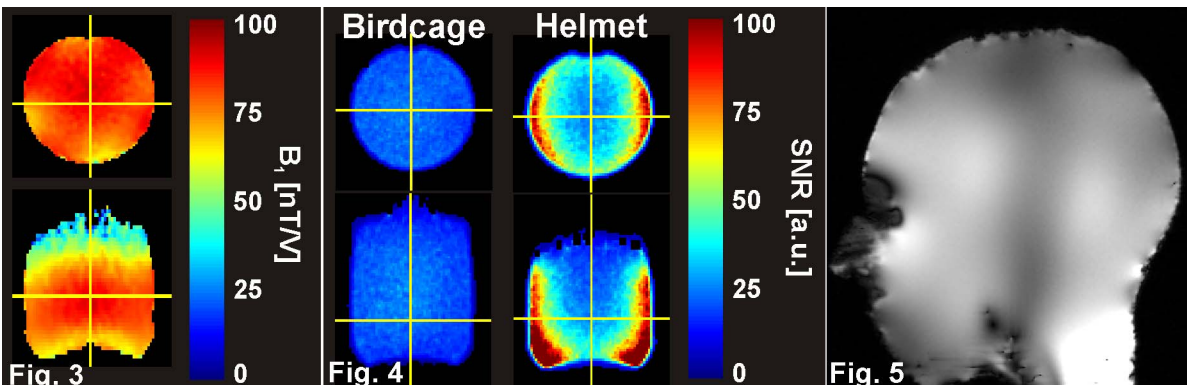 100
75
50
25
0
B₁ [nT/V]
Fig. 3
Birdcage
Helmet
100
75
50
25
0
SNR [a.u.]
Fig. 4
Fig. 5